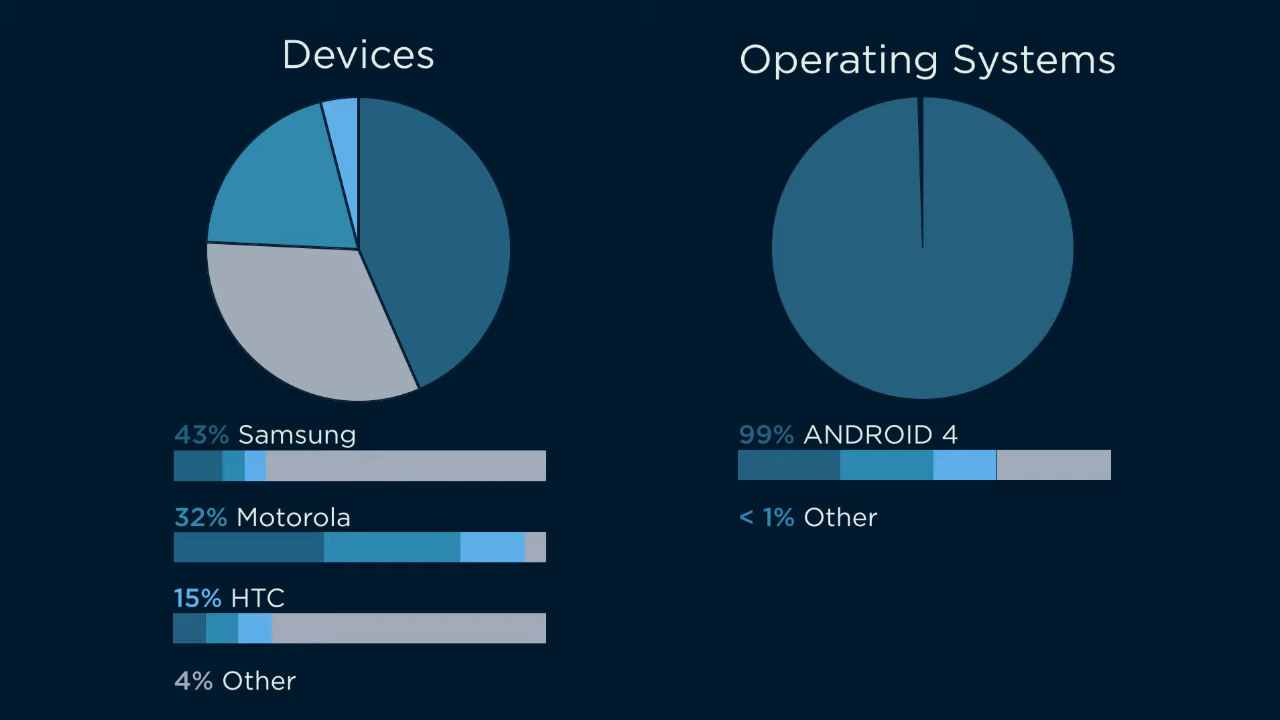 Devices
43% Samsung
32% Motorola
15% HTC
4% Other
Operating Systems
99% ANDROID 4
< 1% Other